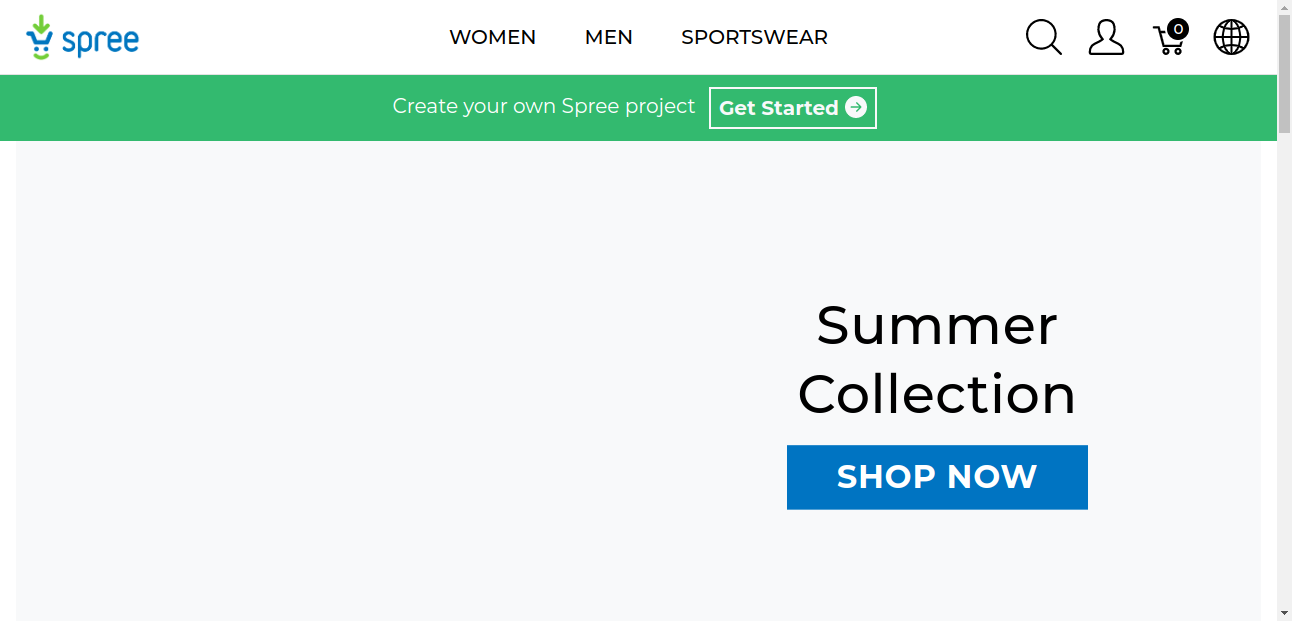 spree
WOMEN
MEN
SPORTSWEAR
0
Create your own Spree project
Get Started
Summer
Collection
SHOP NOW